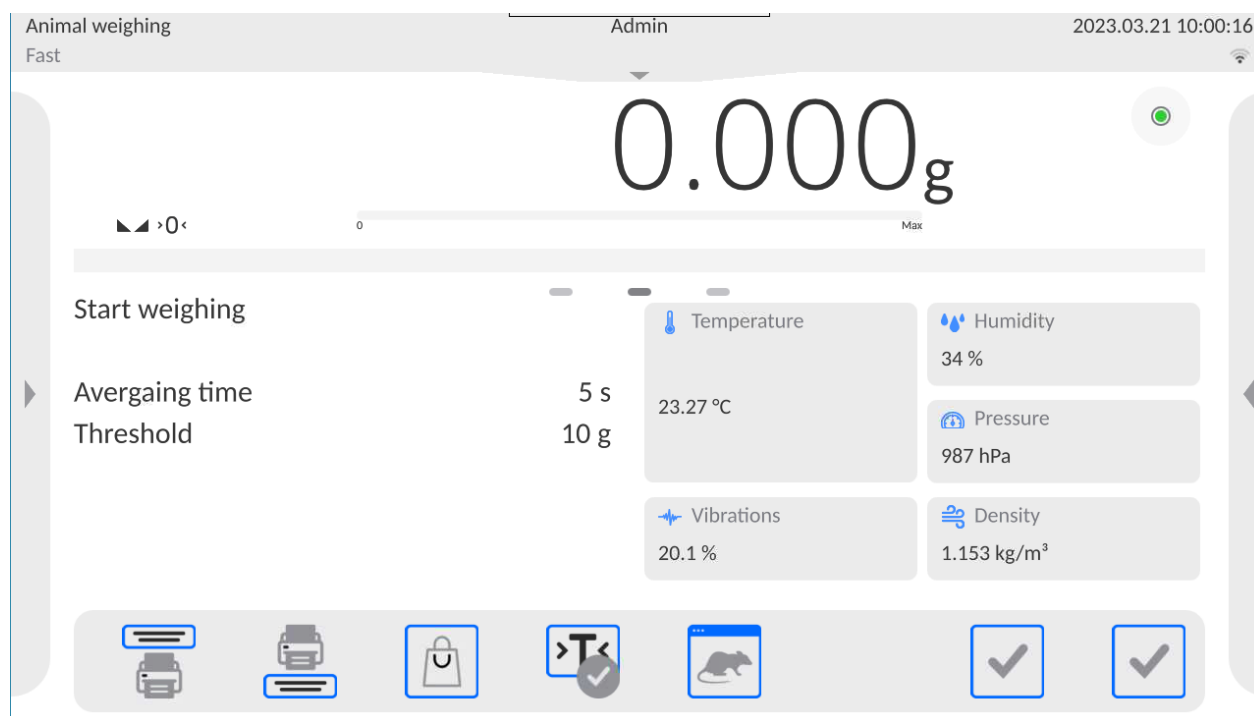 Animal weighing
Admin
2023.03.21 10:00:16
Fast
0.000 g
>0<
0
Max
Start weighing
Avergaing time 5 s
Threshold 10 g
Temperature
23.27 °C
Humidity
34 %
Pressure
987 hPa
Vibrations
20.1 %
Density
1.153 kg/m³
>T<